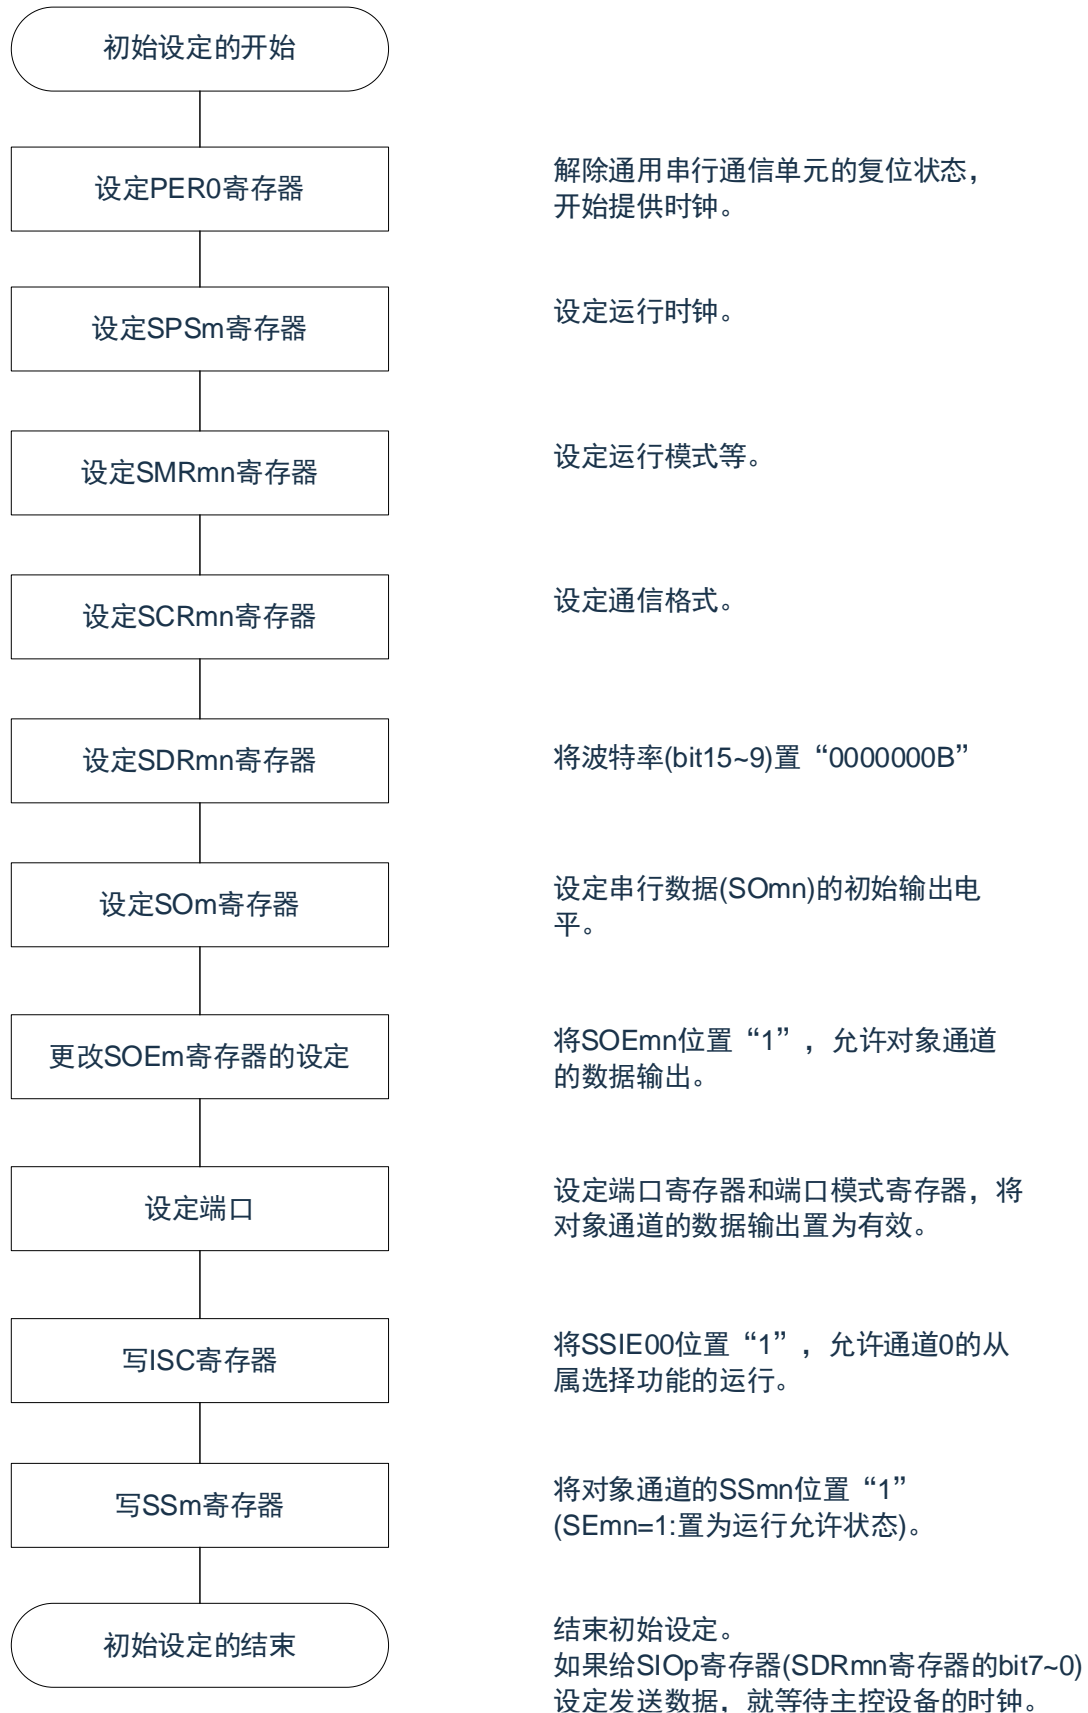 初始设定的开始
设定PER0寄存器
解除通用串行通信单元的复位状态，
开始提供时钟。
设定SPSm寄存器
设定运行时钟。
设定SMRmn寄存器
设定运行模式等。
设定SCRmn寄存器
设定通信格式。
设定SDRmn寄存器
将波特率(bit15~9)置“0000000B”
设定SOm寄存器
设定串行数据(SOmn)的初始输出电
平。
更改SOEm寄存器的设定
将SOEmn位置“1”，允许对象通道
的数据输出。
设定端口
设定端口寄存器和端口模式寄存器，将
对象通道的数据输出置为有效。
写ISC寄存器
将SSIE00位置“1”，允许通道0的从
属选择功能的运行。
写SSm寄存器
将对象通道的SSmn位置“1”
(SEmn=1:置为运行允许状态)。
初始设定的结束
结束初始设定。
如果给SIOp寄存器(SDRmn寄存器的bit7~0)
设定发送数据，就等待主控设备的时钟。